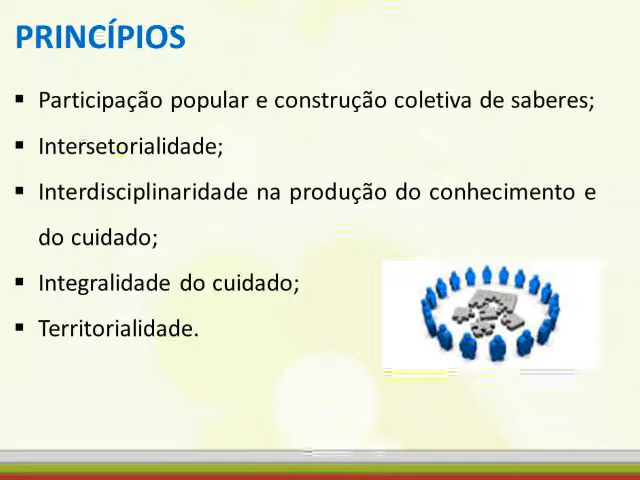 PRINCÍPIOS
▪ Participação popular e construção coletiva de saberes;
▪ Intersetorialidade;
▪ Interdisciplinaridade na produção do conhecimento e
do cuidado;
▪ Integralidade do cuidado;
▪ Territorialidade.